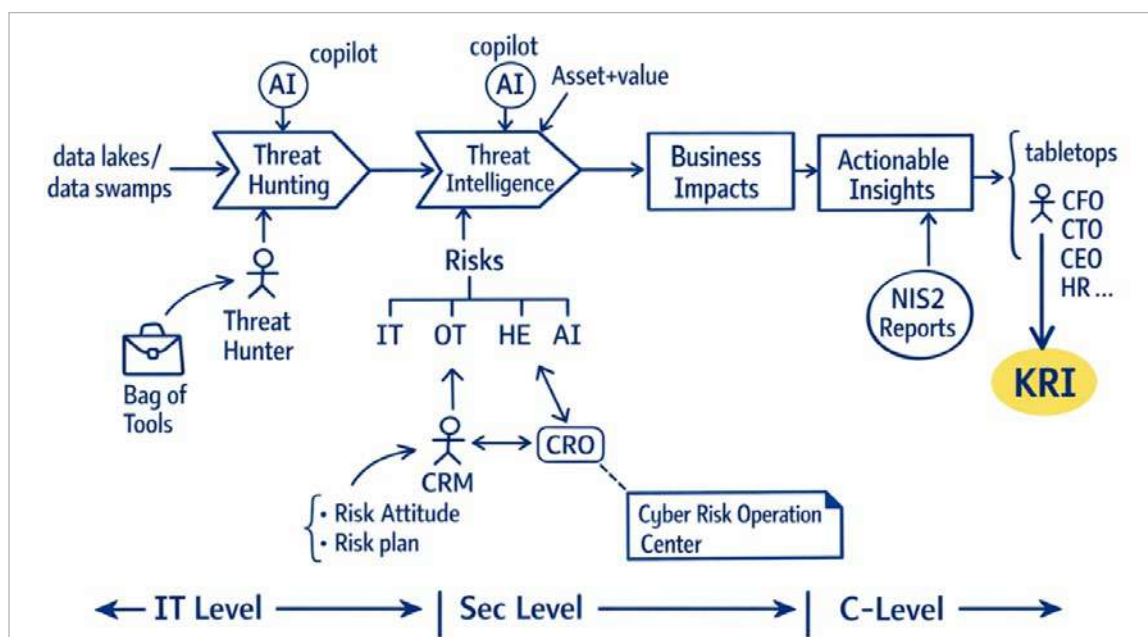 copilot
AI
copilot
AI
Asset+value
data lakes/
data swamps
Threat
Hunting
Threat
Intelligence
Business
Impacts
Actionable
Insights
tabletops
CFO
CTO
CEO
HR ...
Risks
IT OT HE AI
Threat
Hunter
Bag of
Tools
NIS2
Reports
KRI
CRM
CRO
• Risk Attitude
• Risk plan
Cyber Risk Operation
Center
IT Level
Sec Level
C-Level